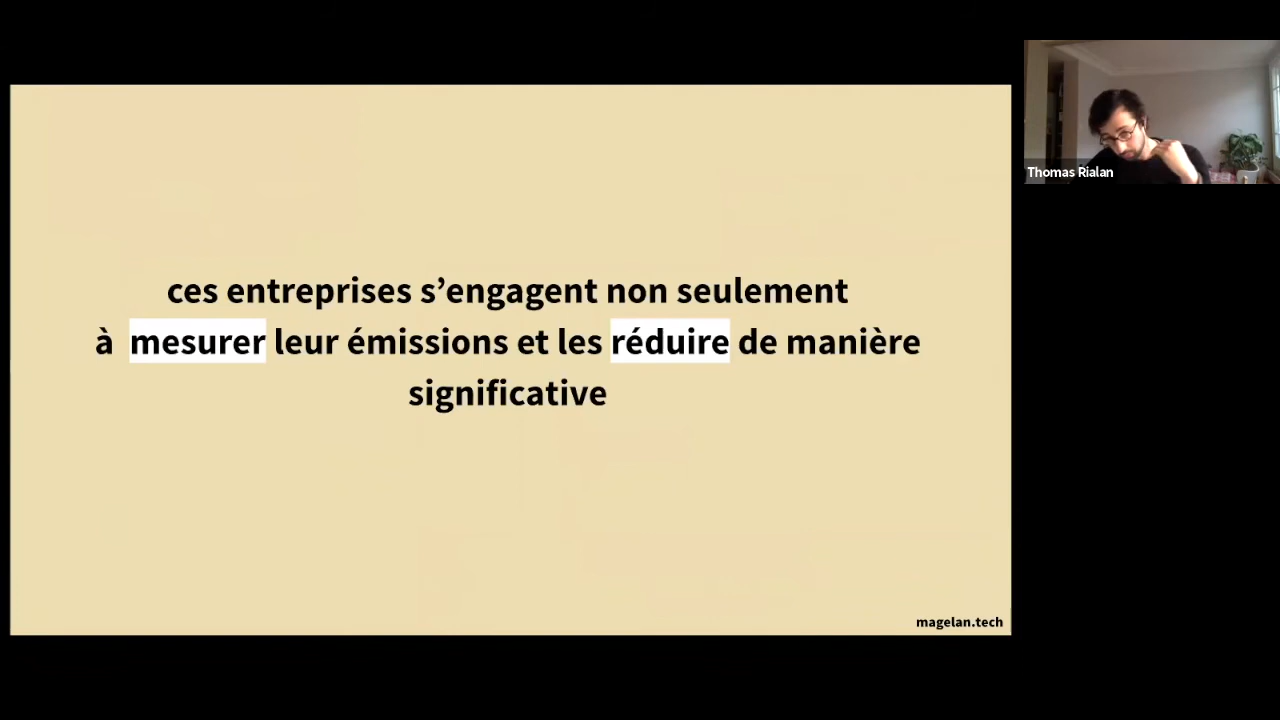 ces entreprises s’engagent non seulement
à mesurer leur émissions et les réduire de manière
significative
magelan.tech
Thomas Rialan